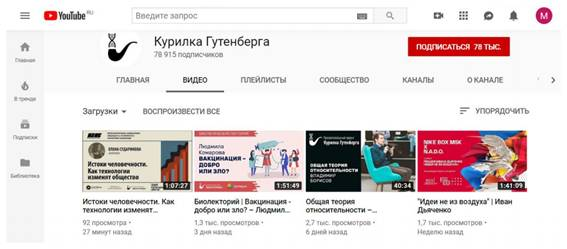 YouTube RU
Введите запрос
M
Главная
В тренде
Подписки
Библиотека
Курилка Гутенберга
78 915 подписчиков
ПОДПИСАТЬСЯ 78 ТЫС.
ГЛАВНАЯ ВИДЕО ПЛЕЙЛИСТЫ СООБЩЕСТВО КАНАЛЫ О КАНАЛЕ
Загрузки ВОСПРОИЗВЕСТИ ВСЕ УПОРЯДОЧИТЬ
ЕЛЕНА СУДАРИКОВА
Истоки человечности.
Как технологии
изменят общество
1:07:27
Людмила
Комарова
ВАКЦИНАЦИЯ -
ДОБРО ИЛИ ЗЛО?
1:51:49
Курилка Гутенберга
ОБЩАЯ ТЕОРИЯ
ОТНОСИТЕЛЬНОСТИ
ВЛАДИМИР
БОРИСОВ
40:34
NIKE BOX MSK
X
N.A.D.O.
1:41:09
Истоки человечности. Как
технологии изменят...
92 просмотра •
27 минут назад
Биолекторий | Вакцинация -
добро или зло? – Людмил...
1,3 тыс. просмотров •
3 дня назад
Общая теория
относительности –...
2,7 тыс. просмотров •
6 дней назад
"Идеи не из воздуха" | Иван
Дьяченко
1,7 тыс. просмотров •
Неделю назад